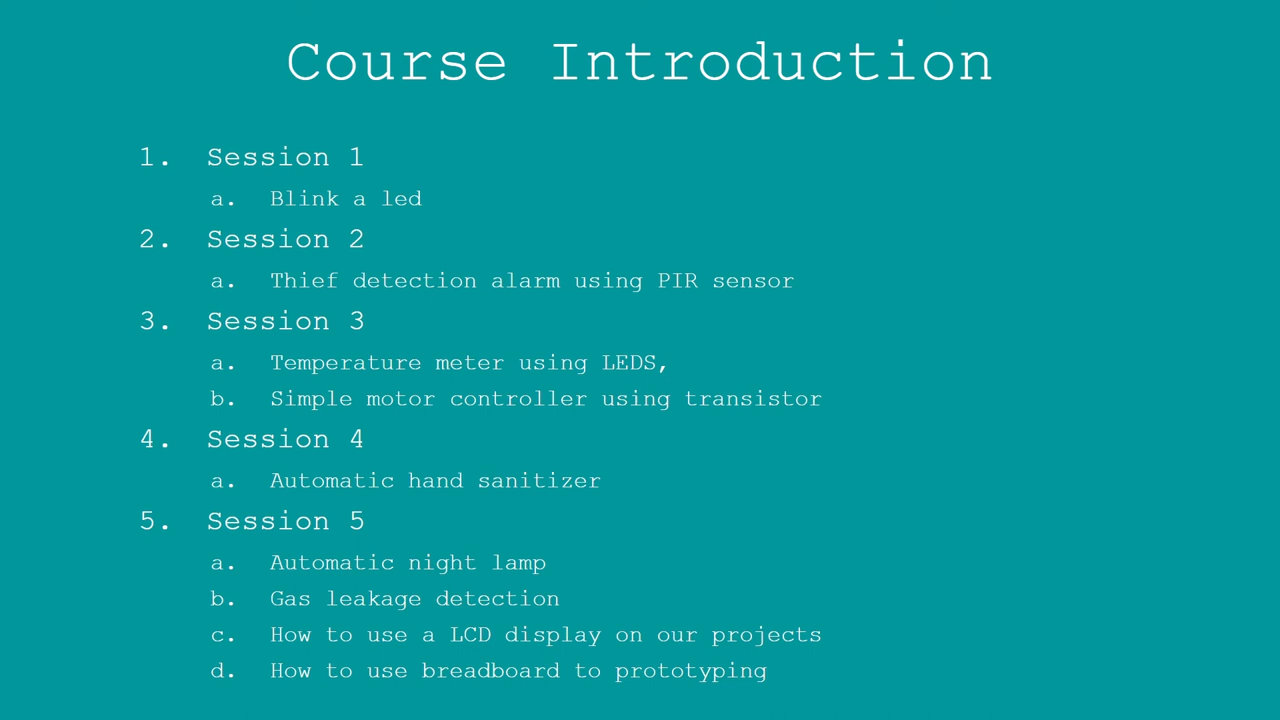 Course Introduction
1. Session 1
a. Blink a led
2. Session 2
a. Thief detection alarm using PIR sensor
3. Session 3
a. Temperature meter using LEDS,
b. Simple motor controller using transistor
4. Session 4
a. Automatic hand sanitizer
5. Session 5
a. Automatic night lamp
b. Gas leakage detection
c. How to use a LCD display on our projects
d. How to use breadboard to prototyping